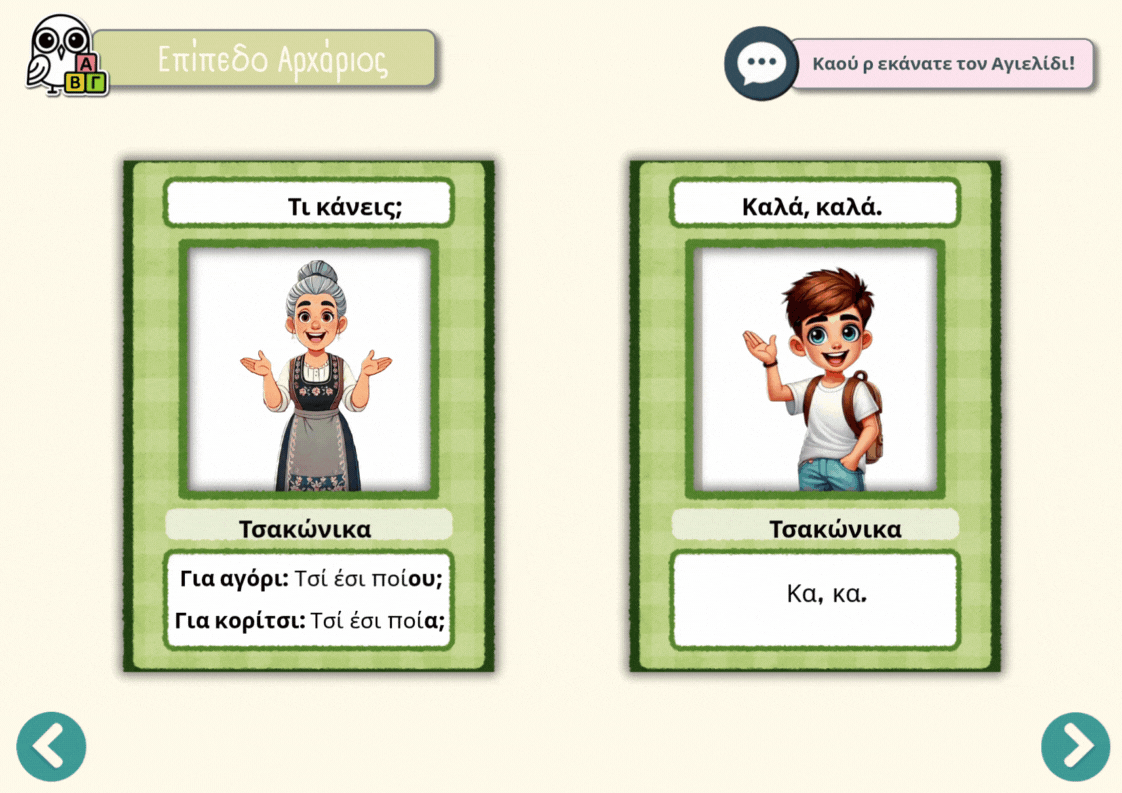 Επίπεδο Αρχάριος
Α
Β Γ
Καού ρ εκάνατε τον Αγιελίδι!
Τι κάνεις;
Τσακώνικα
Για αγόρι: Τσί έσι ποίου;
Για κορίτσι: Τσί έσι ποία;
Καλά, καλά.
Τσακώνικα
Κα, κα.